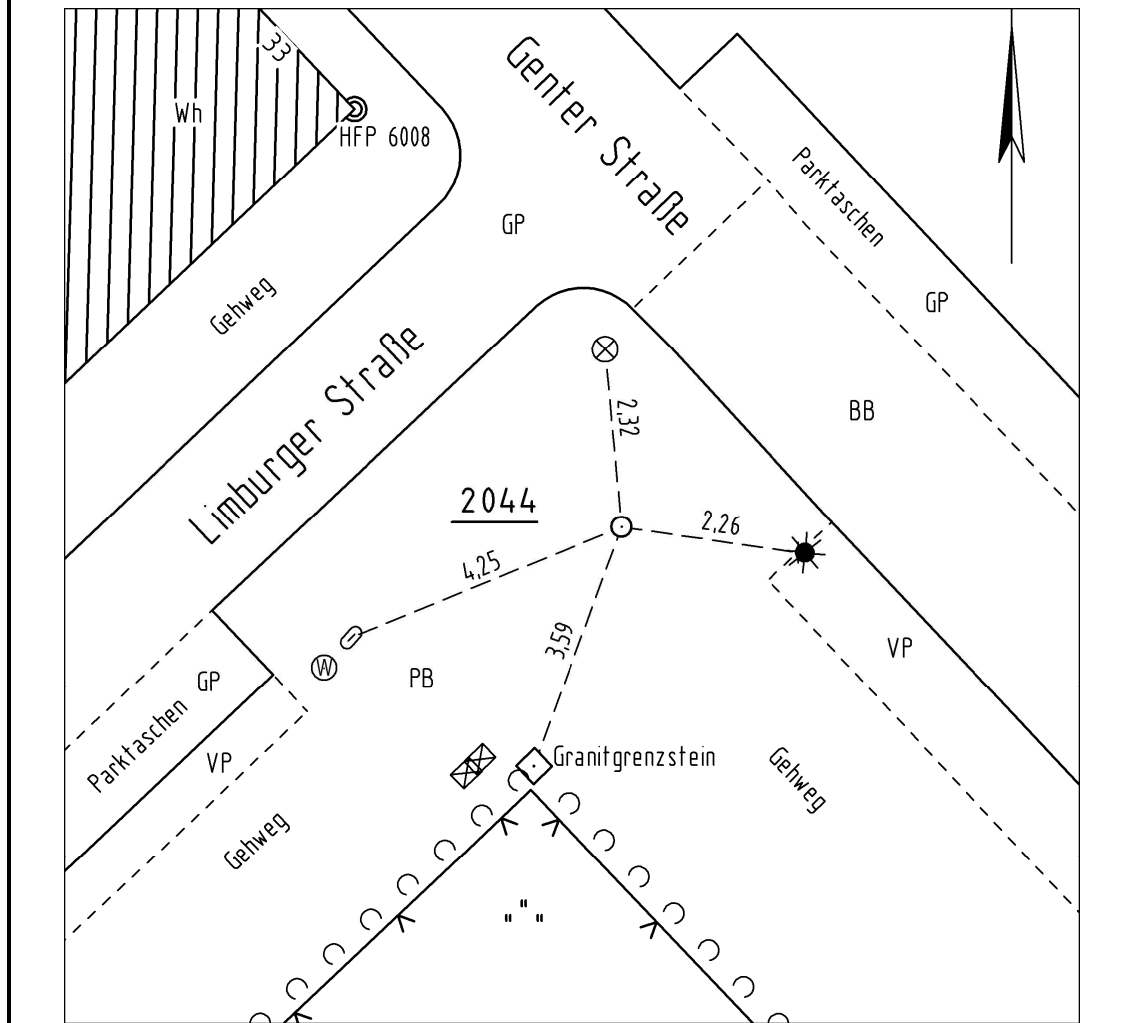 33
Wh
HFP 6008
Genter Straße
Parktaschen
GP
GP
Gehweg
Limburger Straße
BB
2,32
2044
2,26
4,25
3,59
W
PB
GP
VP
Parktaschen
VP
Granitgrenzstein
Gehweg
Gehweg